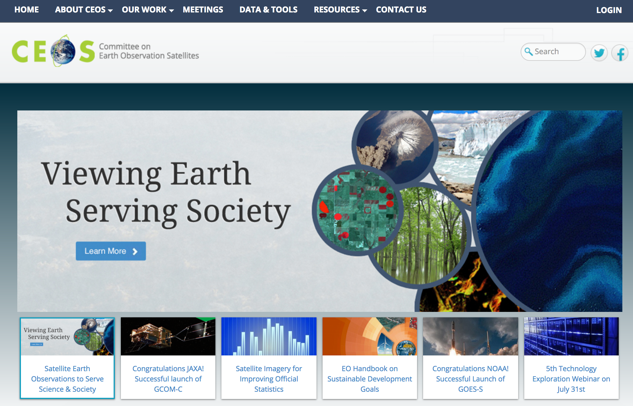 HOME ABOUT CEOS OUR WORK MEETINGS DATA & TOOLS RESOURCES CONTACT US LOGIN
CEOS
Committee on
Earth Observation Satellites
Search
Viewing Earth
Serving Society
Learn More
Viewing Earth
Serving Society
Satellite Earth
Observations to Serve
Science & Society
Congratulations JAXA!
Successful launch of
GCOM-C
Satellite Imagery for
Improving Official
Statistics
EO Handbook on
Sustainable Development
Goals
Congratulations NOAA!
Successful Launch of
GOES-S
5th Technology
Exploration Webinar on
July 31st